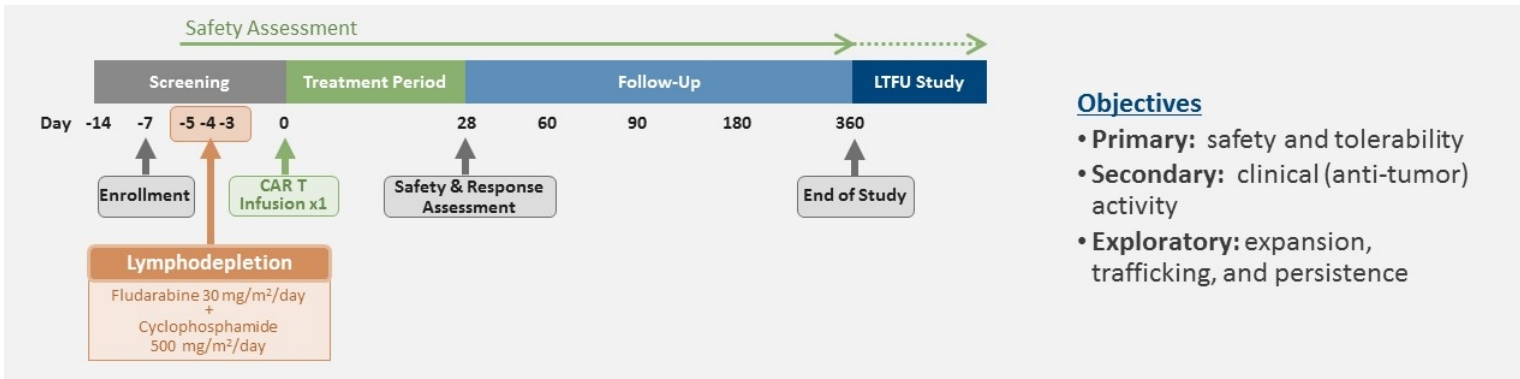 Safety Assessment
Screening Treatment Period Follow-Up LTFU Study
Day -14 -7 -5 -4 -3 0 28 60 90 180 360
Enrollment
CAR T
Infusion x1
Safety & Response
Assessment
End of Study
Lymphodepletion
Fludarabine 30 mg/m²/day
+
Cyclophosphamide
500 mg/m²/day
Objectives
• Primary: safety and tolerability
• Secondary: clinical (anti-tumor)
activity
• Exploratory: expansion,
trafficking, and persistence